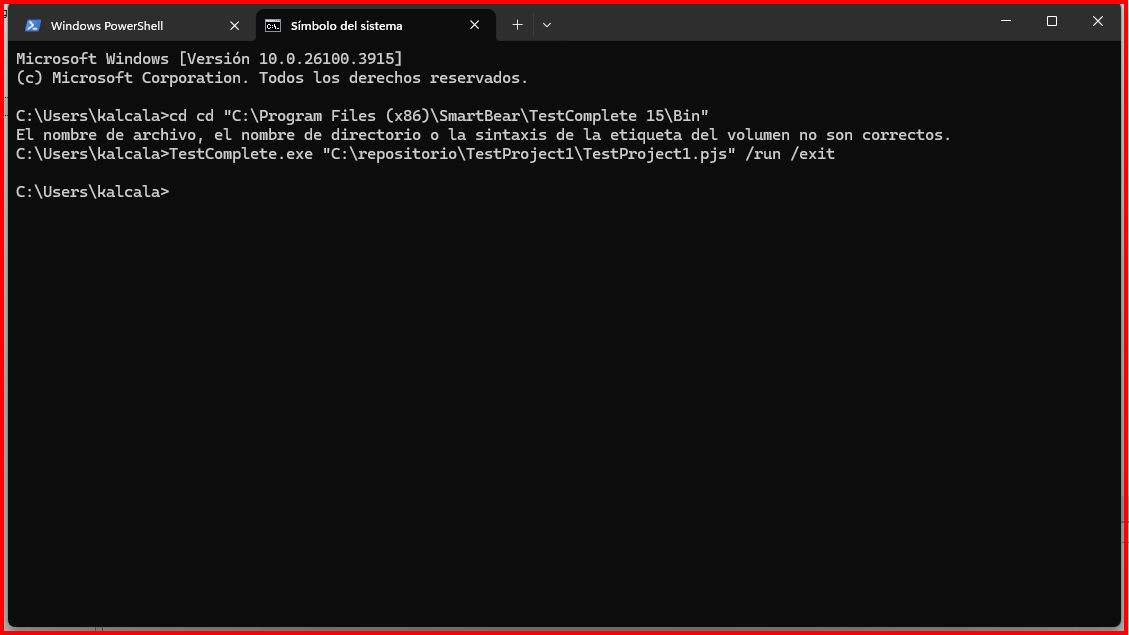 Windows PowerShell
Símbolo del sistema
Microsoft Windows [Versión 10.0.26100.3915]
(c) Microsoft Corporation. Todos los derechos reservados.
C:\Users\kalcala>cd cd "C:\Program Files (x86)\SmartBear\TestComplete 15\Bin"
El nombre de archivo, el nombre de directorio o la sintaxis de la etiqueta del volumen no son correctos.
C:\Users\kalcala>TestComplete.exe "C:\repositorio\TestProject1\TestProject1.pjs" /run /exit
C:\Users\kalcala>